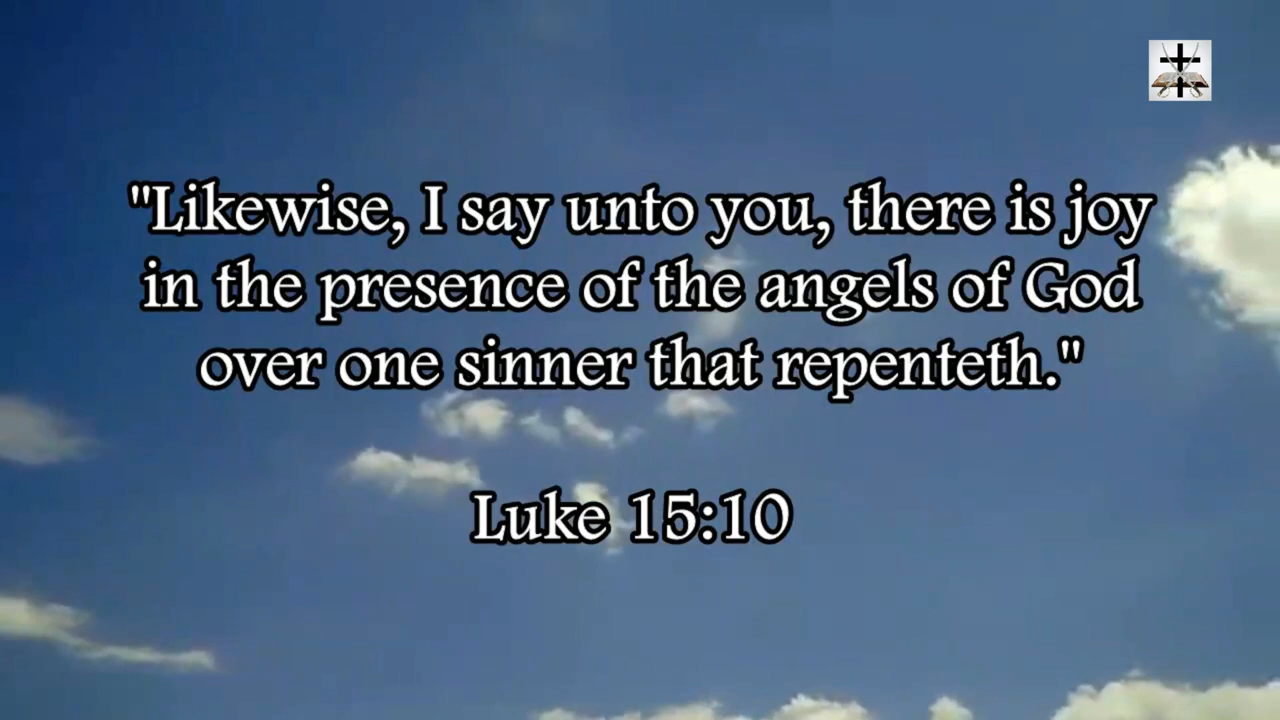 "Likewise, I say unto you, there is joy
in the presence of the angels of God
over one sinner that repenteth."
Luke 15:10